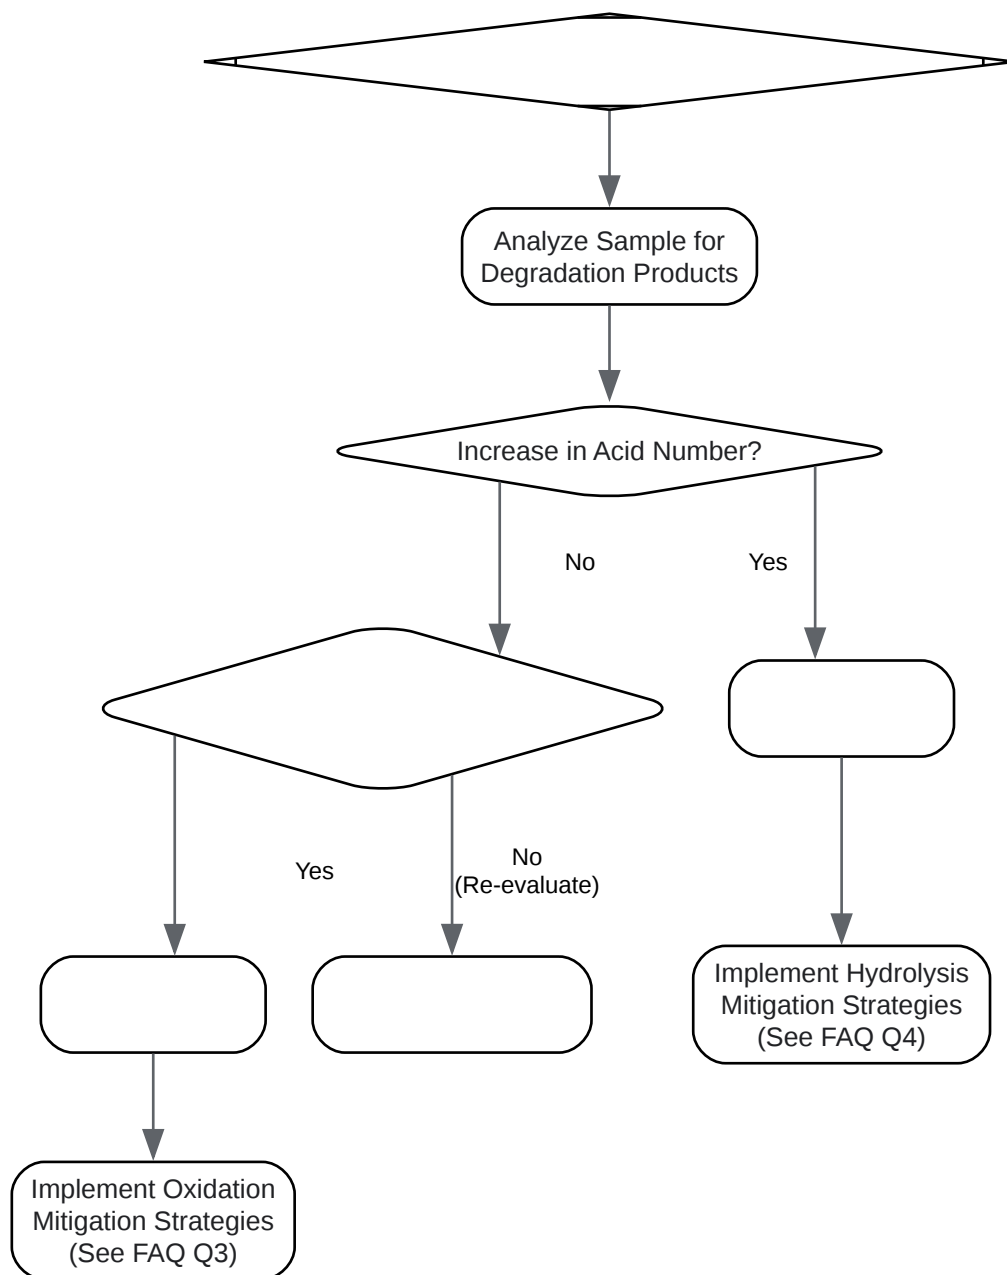 Analyze Sample for
Degradation Products
Increase in Acid Number?
No
Yes
Yes
No
(Re-evaluate)
Implement Hydrolysis
Mitigation Strategies
(See FAQ Q4)
Implement Oxidation
Mitigation Strategies
(See FAQ Q3)